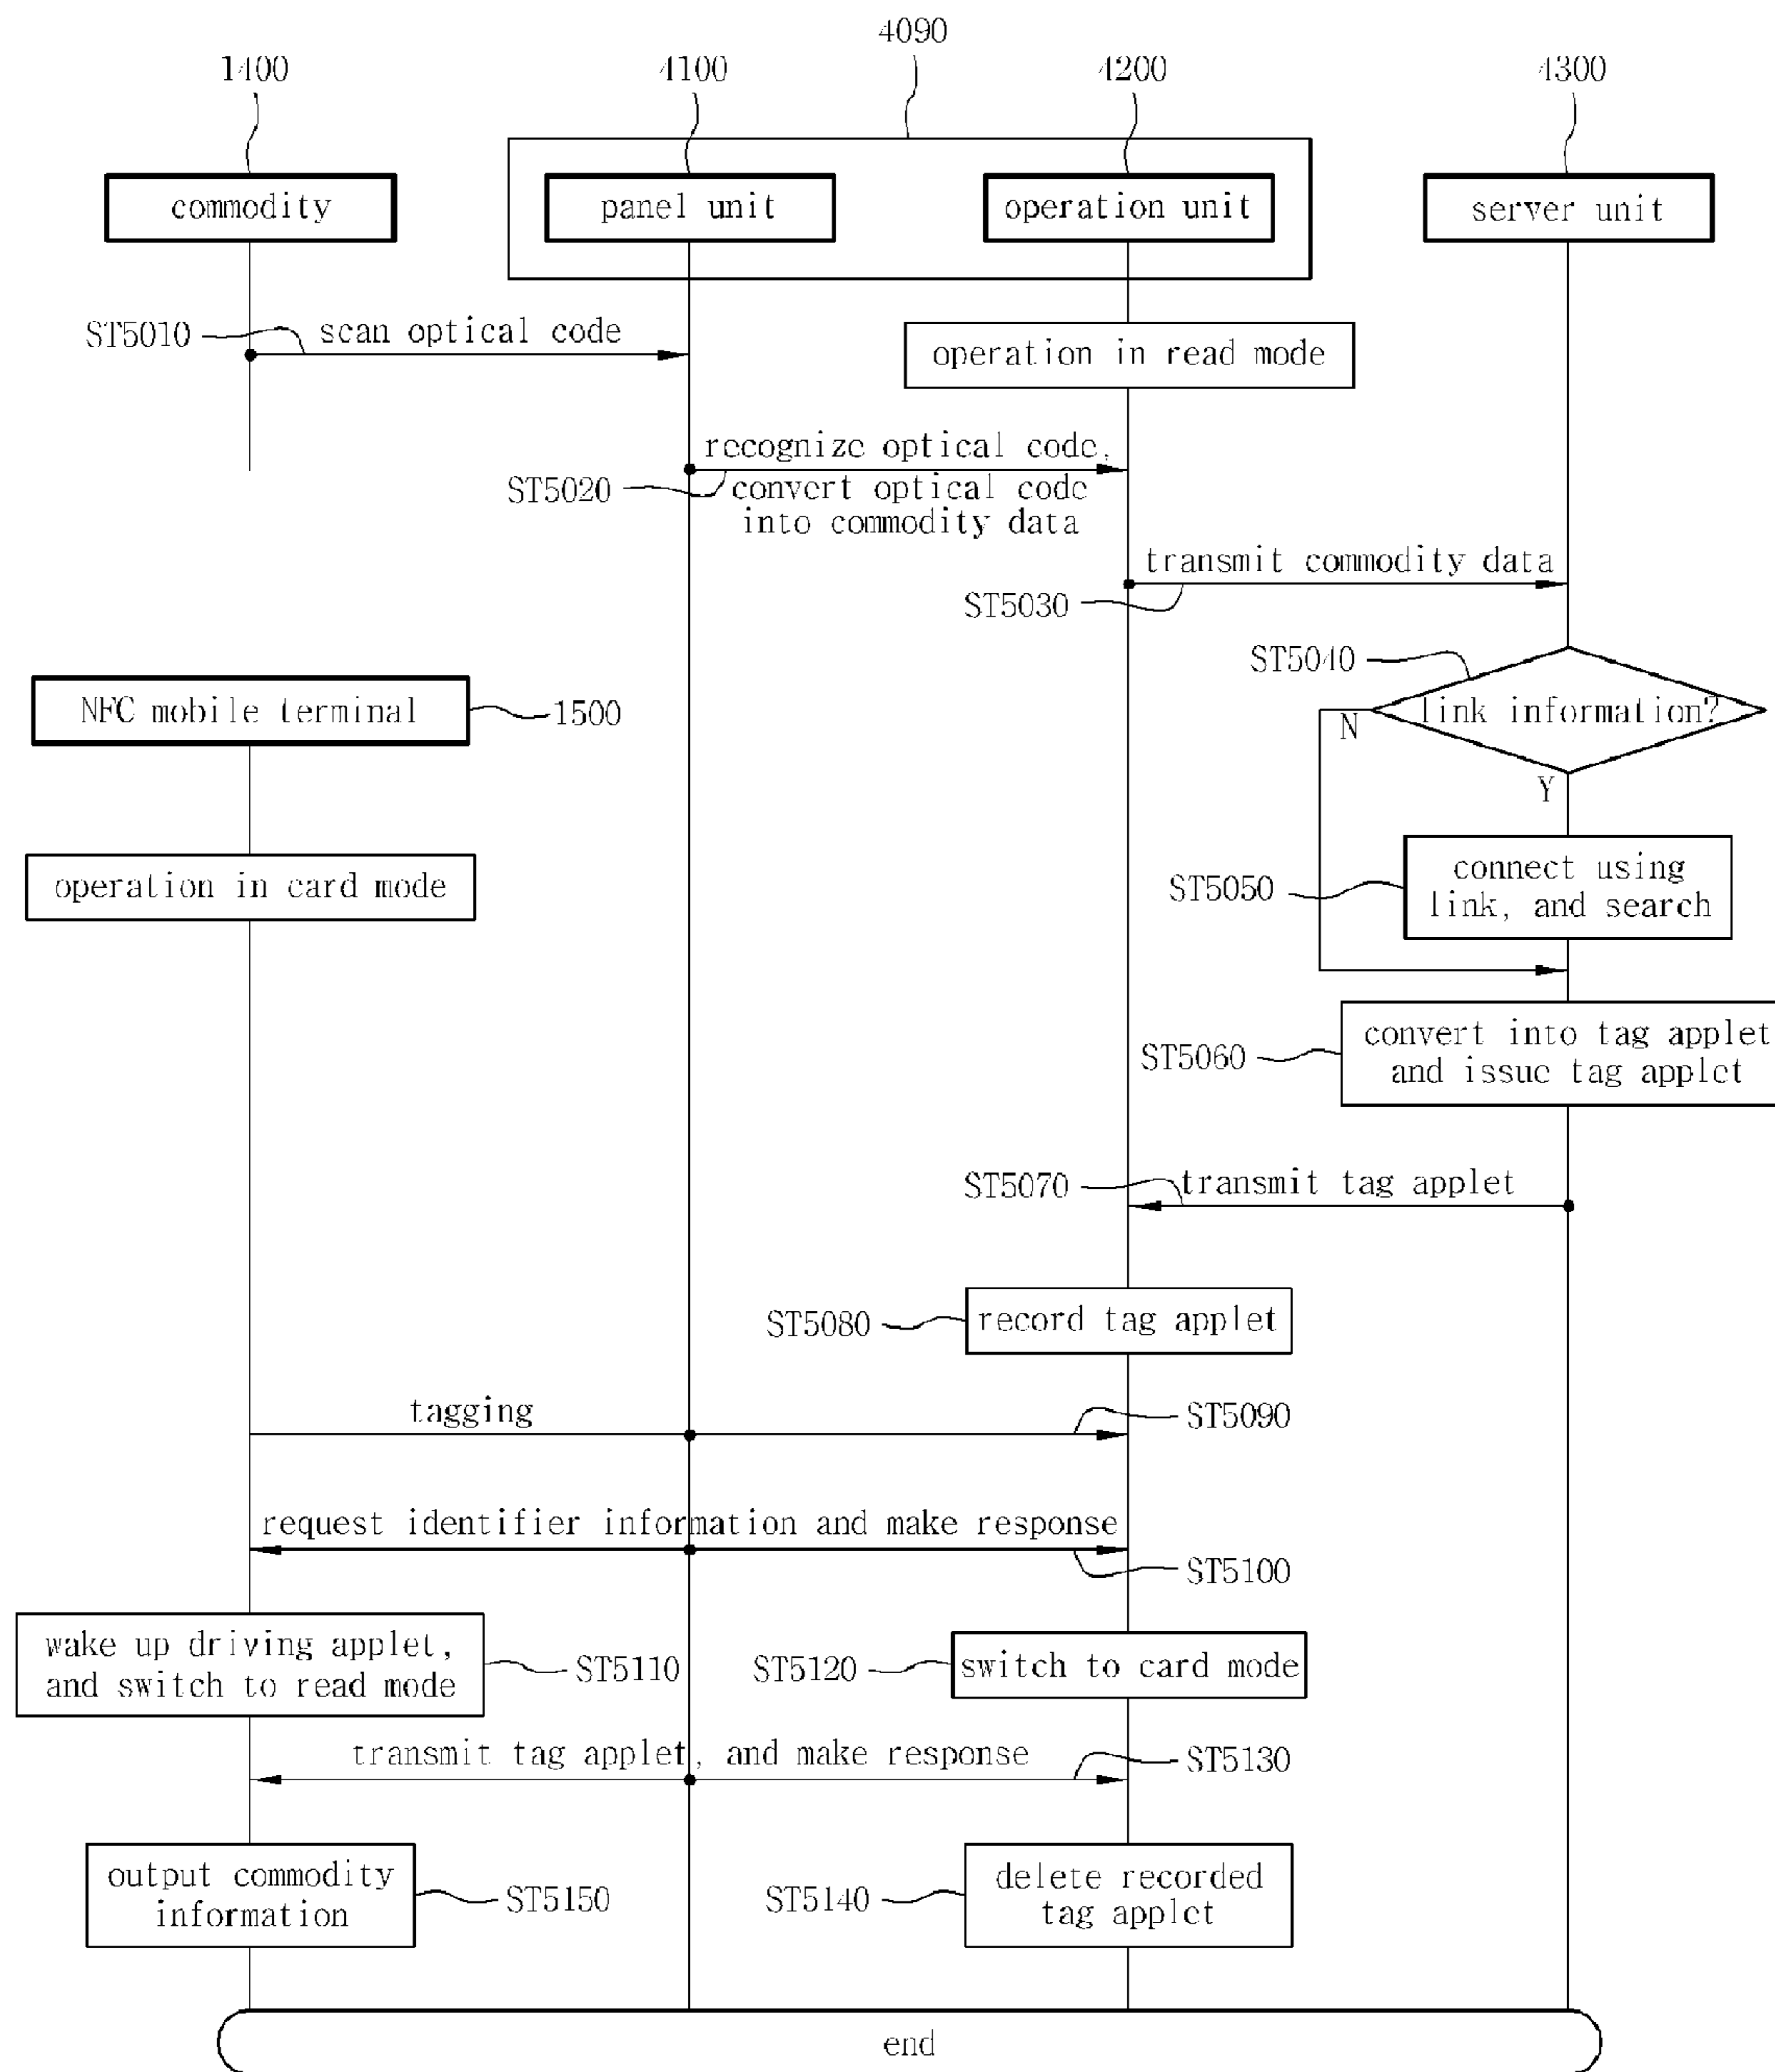 4090
1400
4100
4200
4300
commodity
panel unit
operation unit
server unit
ST5010
scan optical code
operation in read mode
recognize optical code,
ST5020
convert optical code
into commodity data
transmit commodity data
ST5030
ST5040
link information?
N
Y
NFC mobile terminal
1500
operation in card mode
ST5050
connect using
link, and search
ST5060
convert into tag applet
and issue tag applet
ST5070
transmit tag applet
ST5080
record tag applet
tagging
ST5090
request identifier information and make response
ST5100
wake up driving applet,
and switch to read mode
ST5110
ST5120
switch to card mode
transmit tag applet, and make response
ST5130
output commodity
information
ST5150
ST5140
delete recorded
tag applet
end